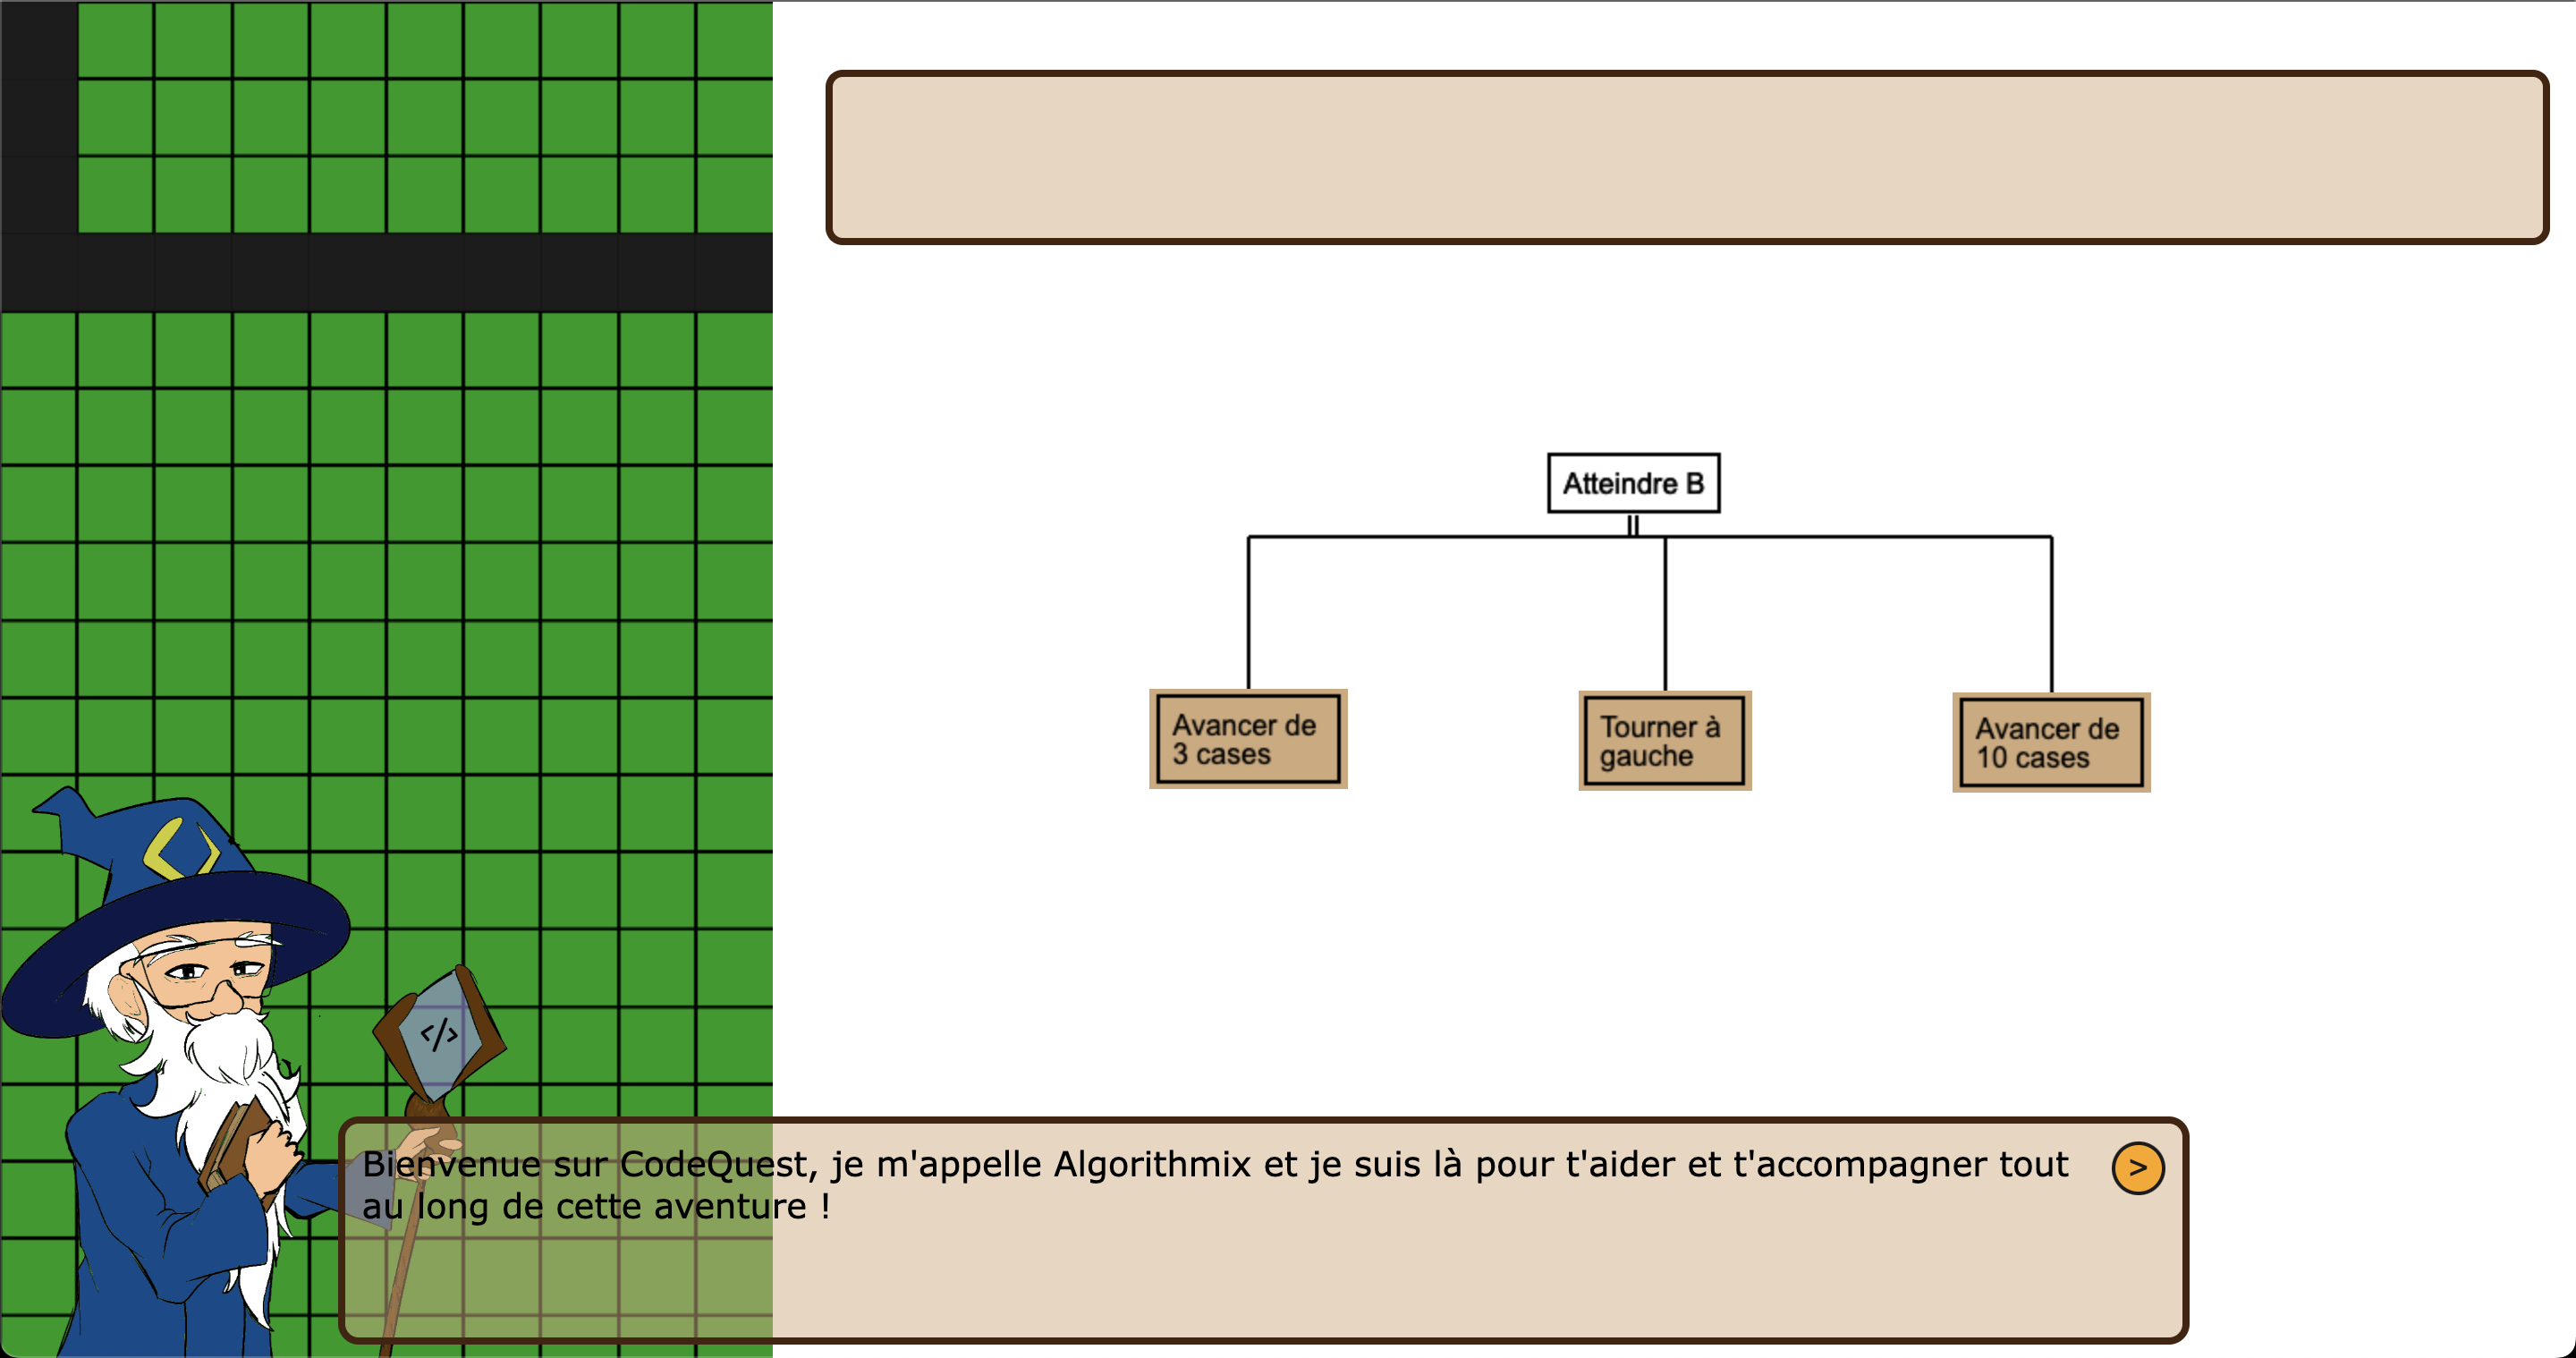 Atteindre B
Avancer de
3 cases
Tourner à
gauche
Avancer de
10 cases
</>
Bienvenue sur CodeQuest, je m'appelle Algorithmix et je suis là pour t'aider et t'accompagner tout
au long de cette aventure !
>